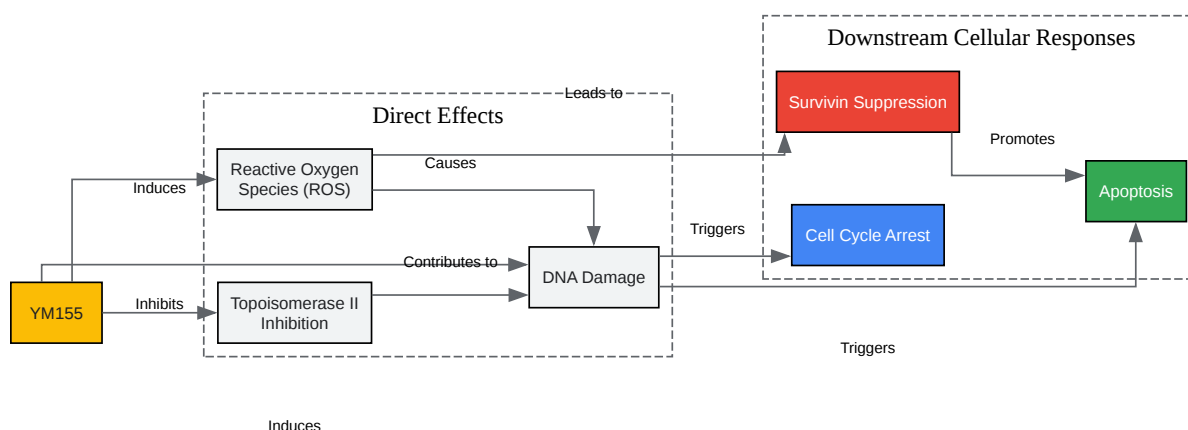 Downstream Cellular Responses
Leads to
Survivin Suppression
Direct Effects
Promotes
Causes
Reactive Oxygen
Species (ROS)
Induces
Apoptosis
Triggers
Cell Cycle Arrest
Contributes to
DNA Damage
YM155
Inhibits
Topoisomerase II
Inhibition
Triggers
Induces